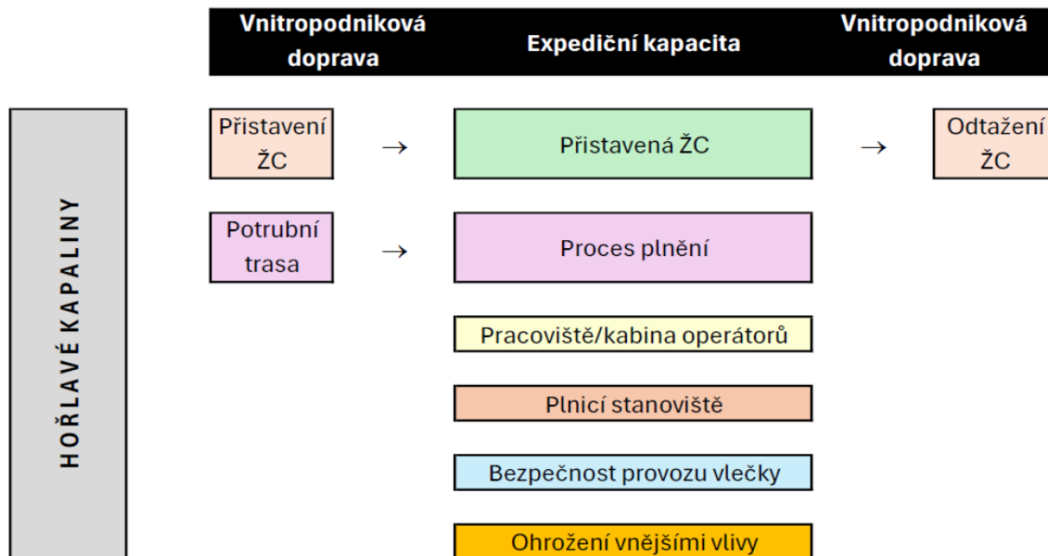 Vnitropodniková
doprava
Expediční kapacita
Vnitropodniková
doprava
HOŘLAVÉ KAPALINY
Přistavení
ŽC
→
Přistavená ŽC
→
Odtažení
ŽC
Potrubní
trasa
→
Proces plnění
Pracoviště/kabina operátorů
Plnicí stanoviště
Bezpečnost provozu vlečky
Ohrožení vnějšími vlivy